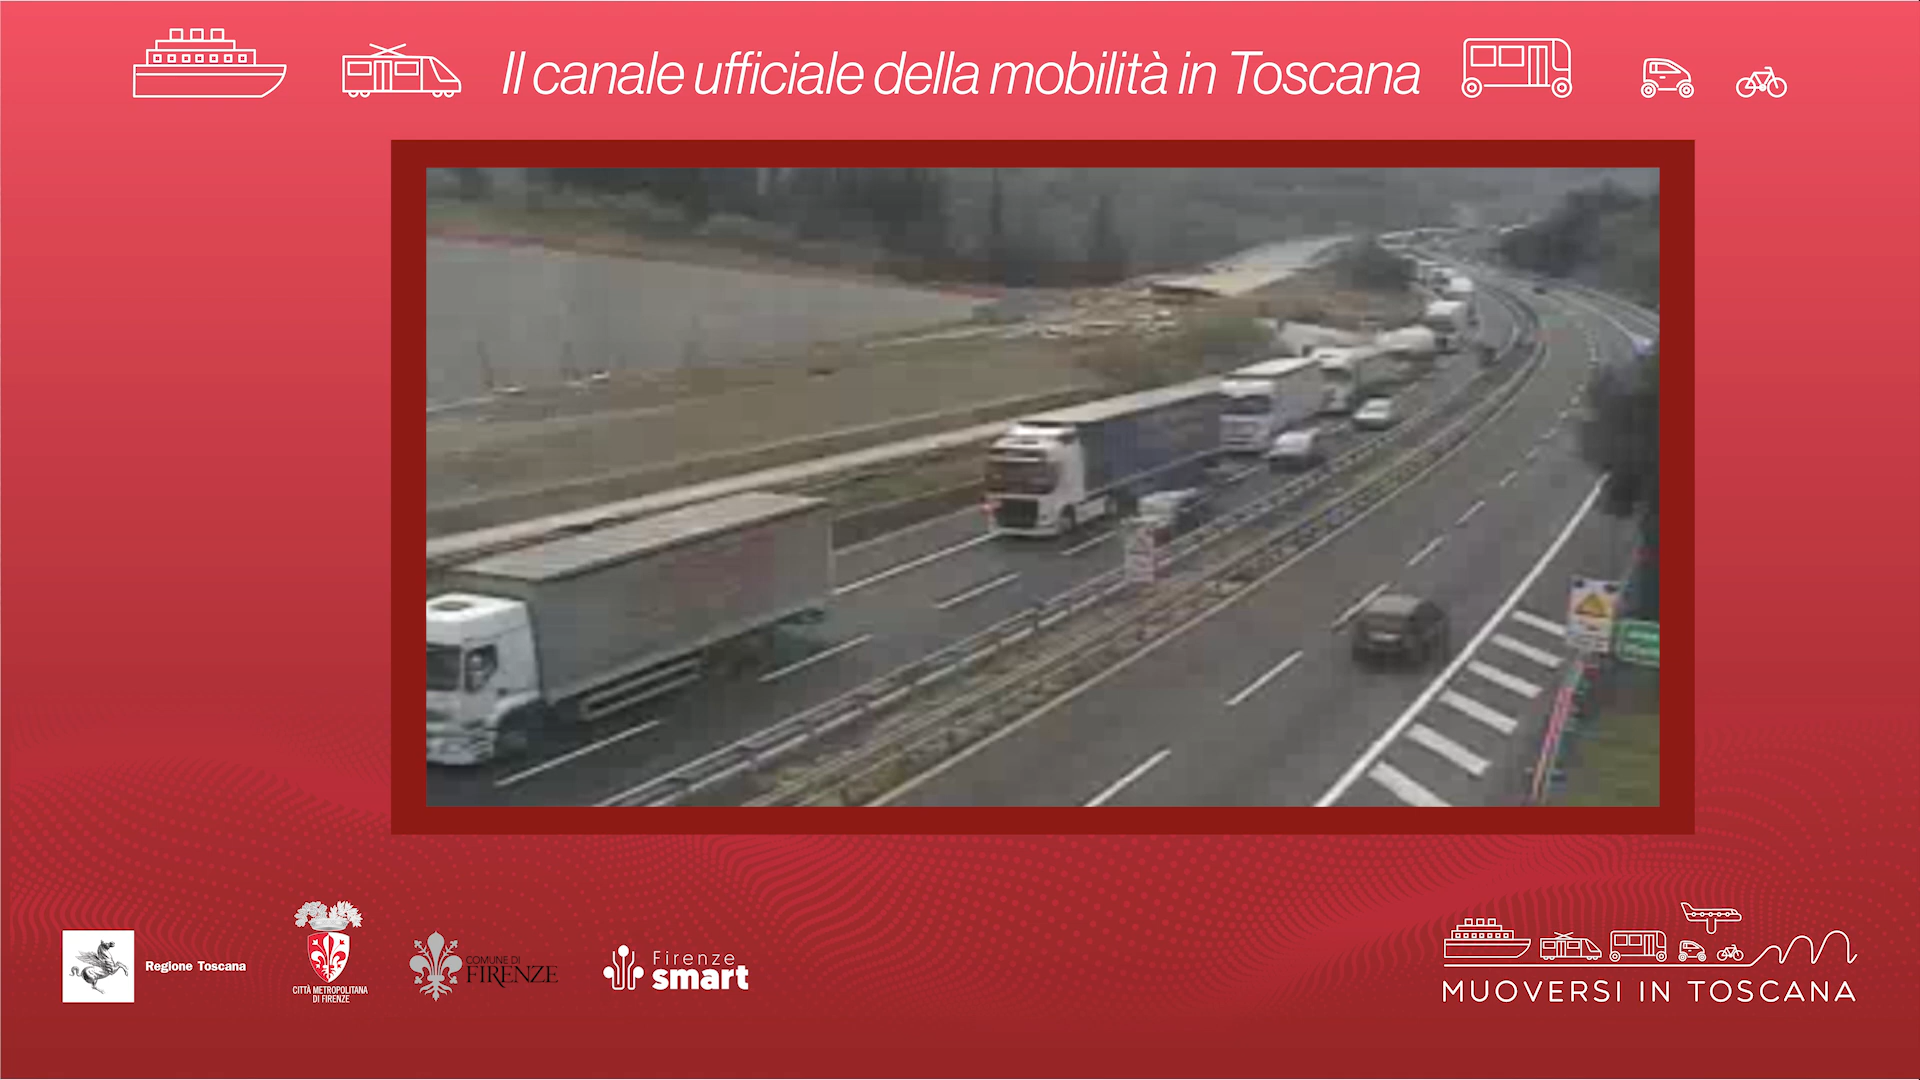 Il canale ufficiale della mobilità in Toscana
Regione Toscana
CITTÀ METROPOLITANA
DI FIRENZE
COMUNE DI
FIRENZE
Firenze
smart
MUOVERSI IN TOSCANA